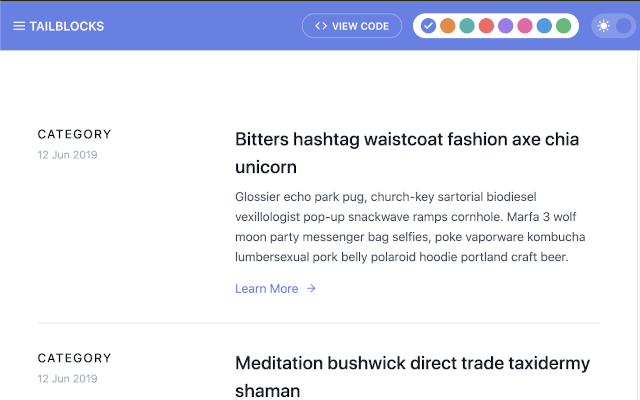 TAILBLOCKS
VIEW CODE
CATEGORY
12 Jun 2019
Bitters hashtag waistcoat fashion axe chia
unicorn
Glossier echo park pug, church-key sartorial biodiesel
vexillologist pop-up snackwave ramps cornhole. Marfa 3 wolf
moon party messenger bag selfies, poke vaporware kombucha
lumbersexual pork belly polaroid hoodie portland craft beer.
Learn More
CATEGORY
12 Jun 2019
Meditation bushwick direct trade taxidermy
shaman